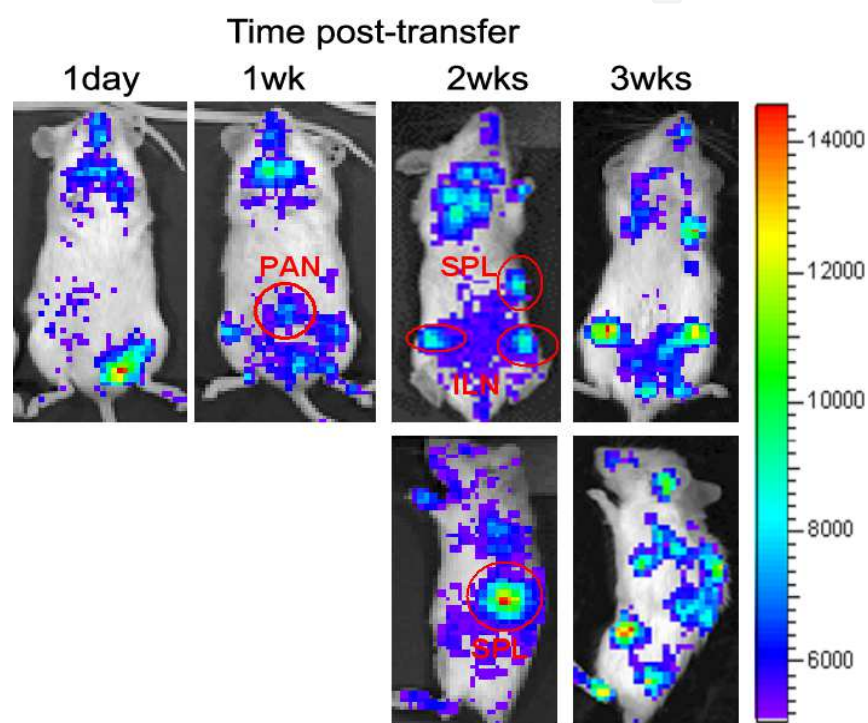 Time post-transfer
1day 1wk 2wks 3wks
PAN
SPL
ILN
SPL
14000
12000
10000
8000
6000